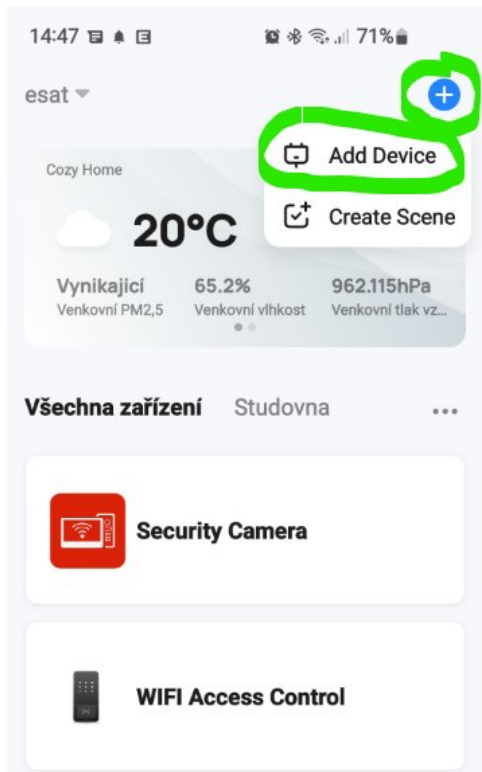 14:47 71%
esat
Add Device
Cozy Home
Create Scene
20°C
Vynikající 65.2% 962.115hPa
Venkovní PM2,5 Venkovní vlhkost Venkovní tlak vz...
Všechna zařízení Studovna
Security Camera
WIFI Access Control